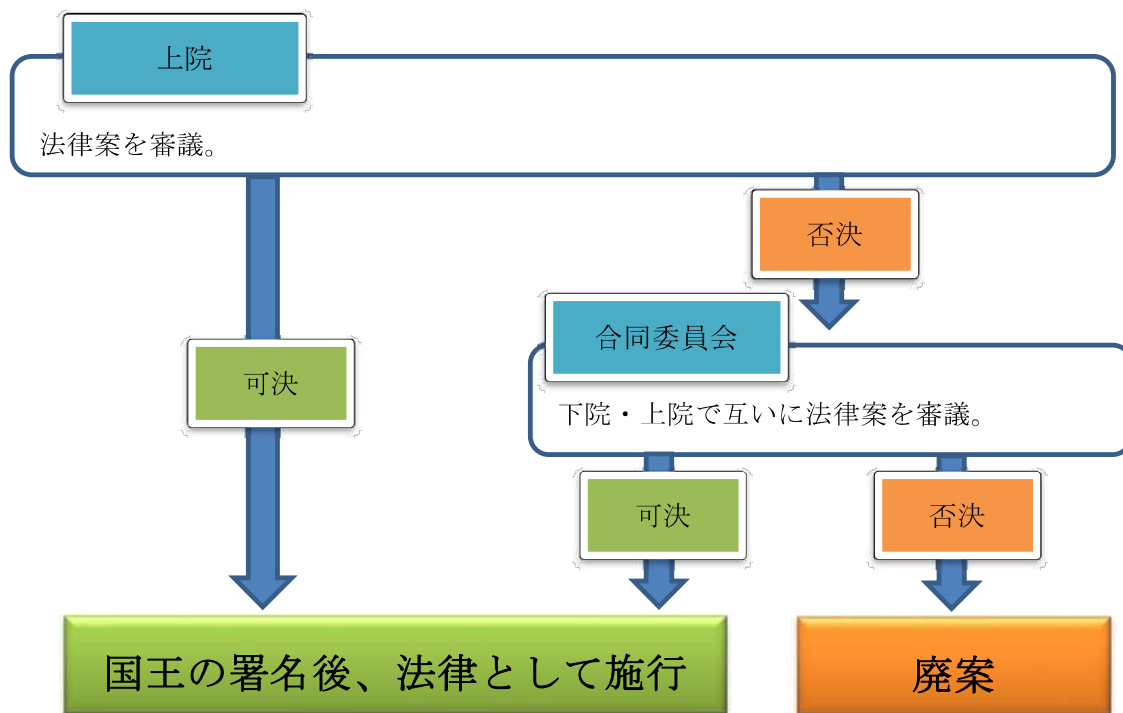 上院
法律案を審議。
否決
合同委員会
可決
下院・上院で互いに法律案を審議。
可決
否決
国王の署名後、法律として施行
廃案